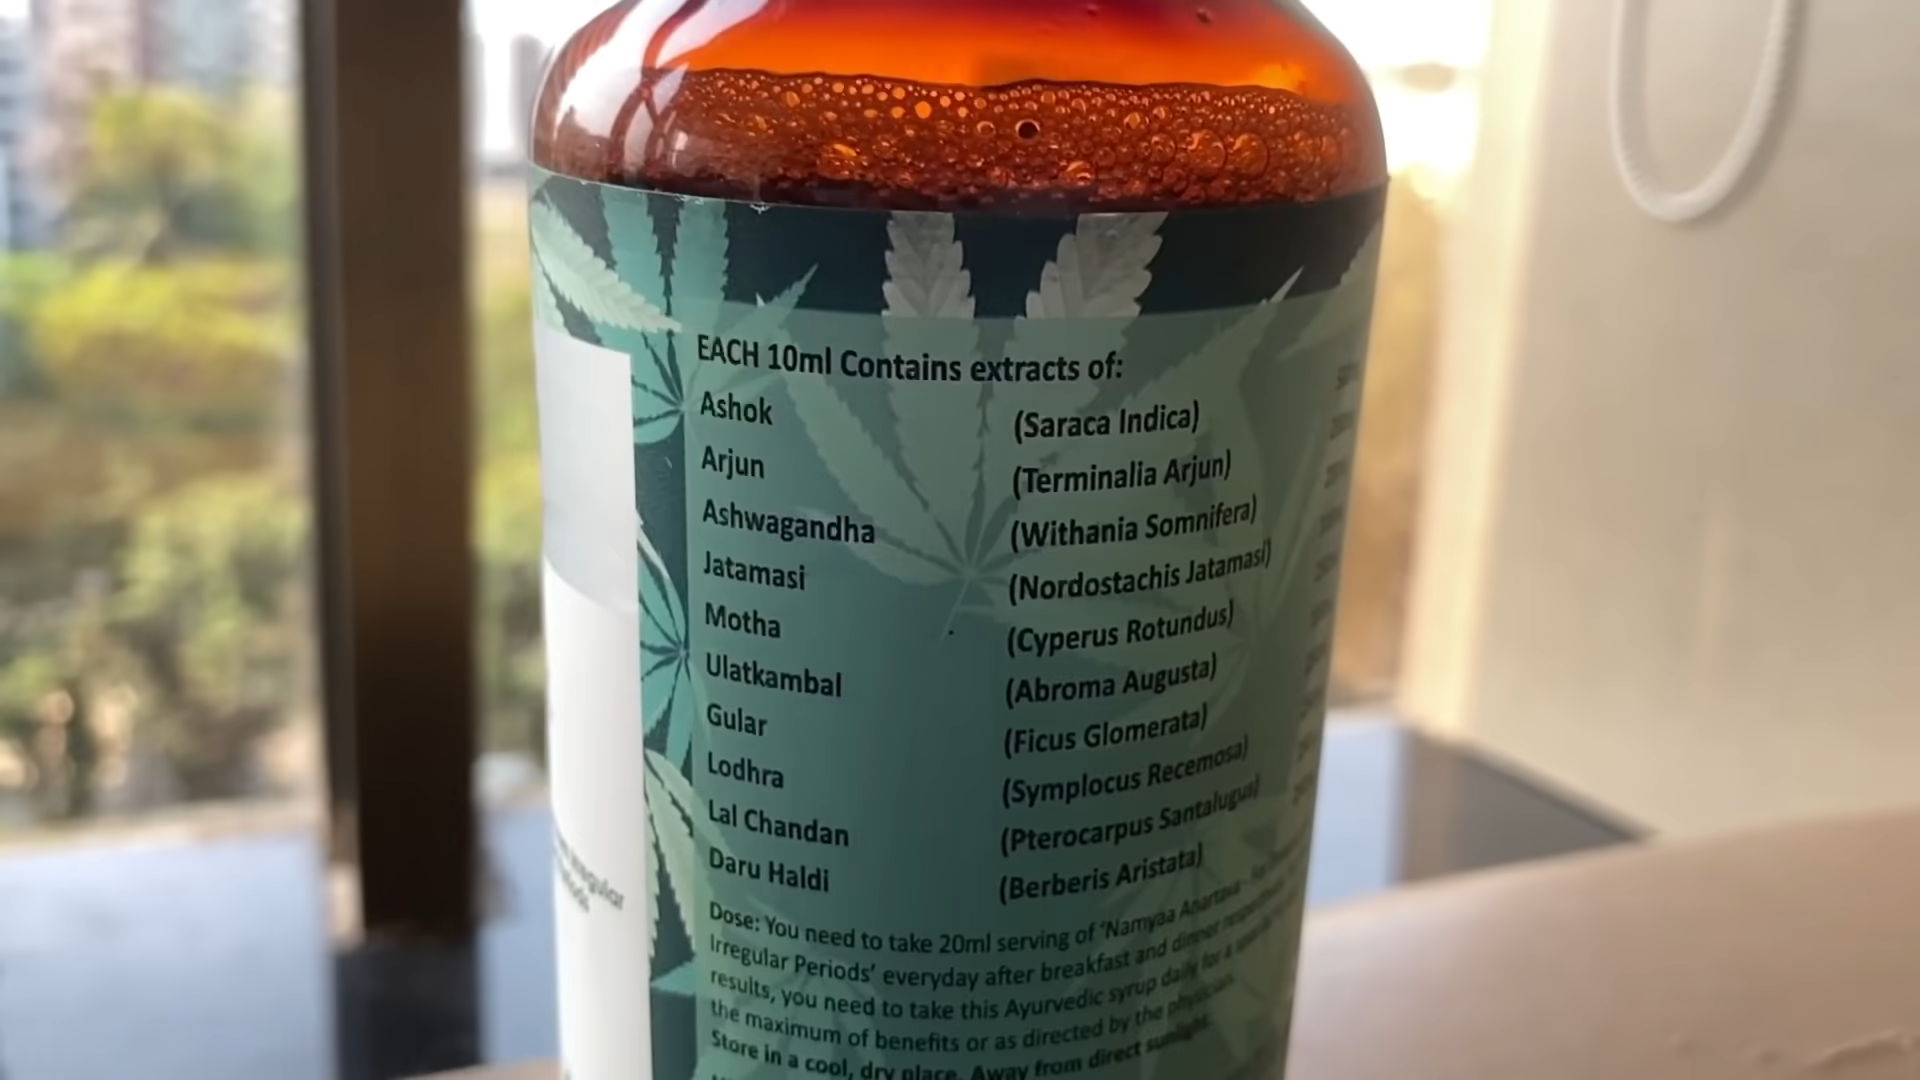 EACH 10ml Contains extracts of:
Ashok (Saraca Indica)
Arjun (Terminalia Arjun)
Ashwagandha (Withania Somnifera)
Jatamasi (Nordostachis Jatamasi)
Motha (Cyperus Rotundus)
Ulatkambal (Abroma Augusta)
Gular (Ficus Glomerata)
Lodhra (Symplocus Recemosa)
Lal Chandan (Pterocarpus Santalugus)
Daru Haldi (Berberis Aristata)
Dose: You need to take 20ml serving of 'Namyaa Anartava - For
Irregular Periods' everyday after breakfast and dinner
results, you need to take this Ayurvedic syrup daily for a
the maximum of benefits or as directed by the physician.
Store in a cool, dry place. Away from direct sunlight.